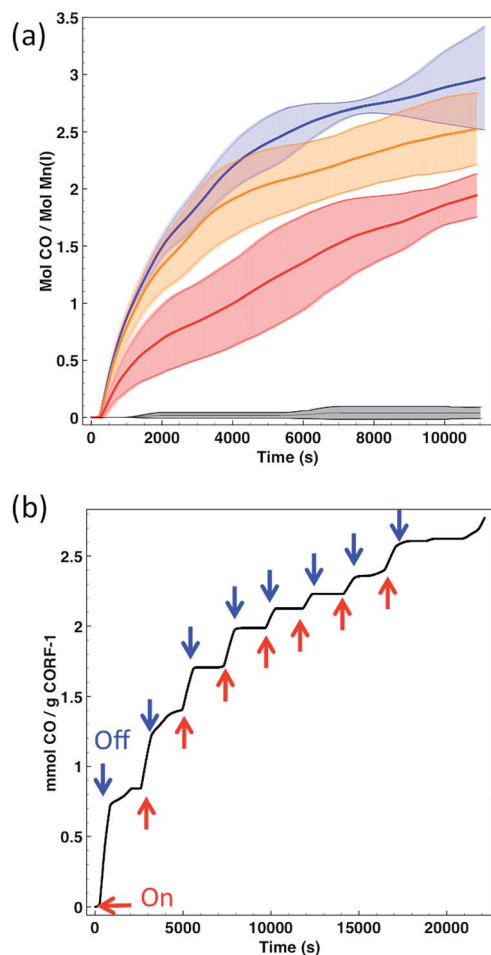 (a)
3.5
3
2.5
2
1.5
1
0.5
0
Mol CO / Mol Mn(I)
0 2000 4000 6000 8000 10000
Time (s)
(b)
2.5
2
1.5
1
0.5
0
mmol CO / g CORF-1
Off
On
0 5000 10000 15000 20000
Time (s)